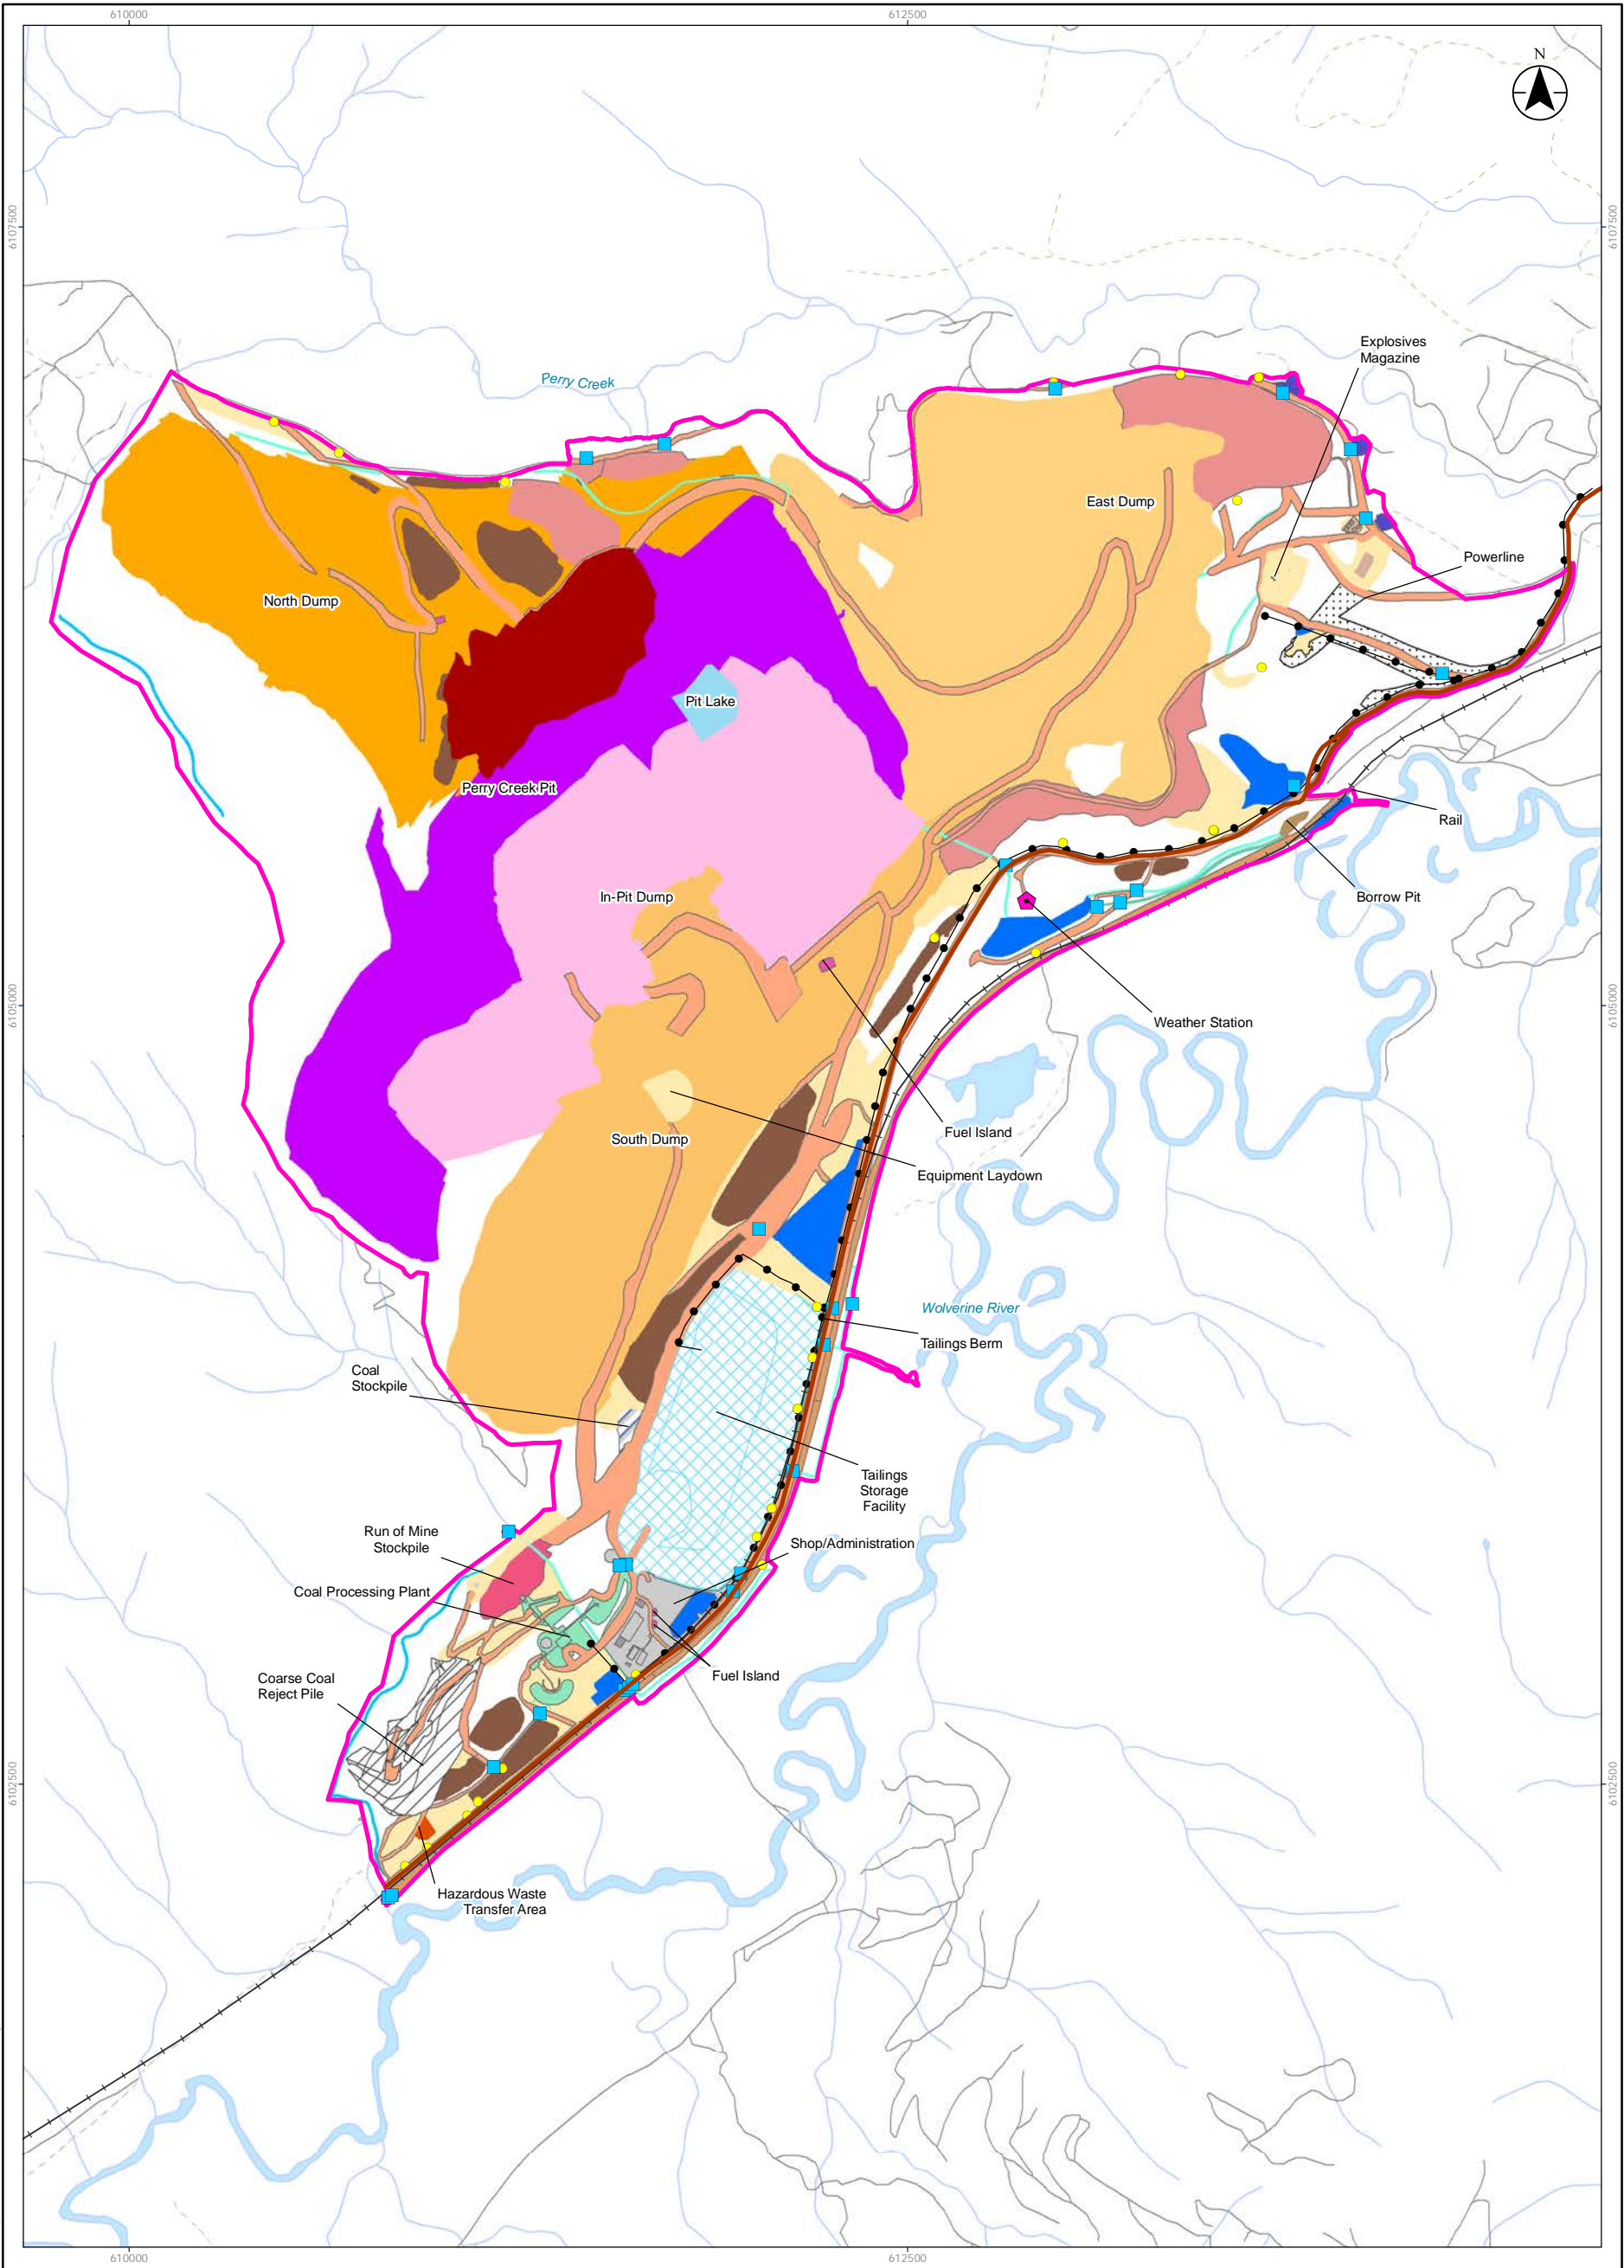 610000
612500
N
6107500
6107500
Explosives
Magazine
Perry Creek
East Dump
Powerline
North Dump
Pit Lake
Perry Creek Pit
Rail
In-Pit Dump
Borrow Pit
6105000
6105000
Weather Station
Fuel Island
South Dump
Equipment Laydown
Wolverine River
Tailings Berm
Coal
Stockpile
Tailings
Storage
Facility
Run of Mine
Stockpile
Shop/Administration
Coal Processing Plant
Fuel Island
Coarse Coal
Reject Pile
6102500
6102500
Hazardous Waste
Transfer Area
610000
612500